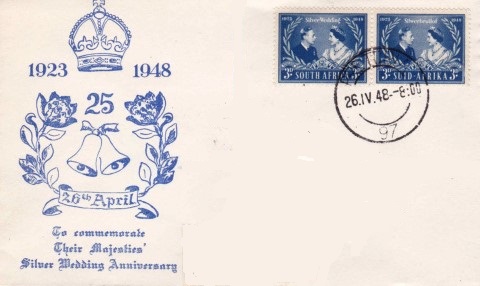 1923 1948
25
26th April
To commemorate
Their Majesties'
Silver Wedding Anniversary
1923 Silver Wedding 1948
3d SOUTH AFRICA
1923 Silwerbruilof 1948
3d SUID-AFRIKA 3d
26.IV.48.-8:00
97